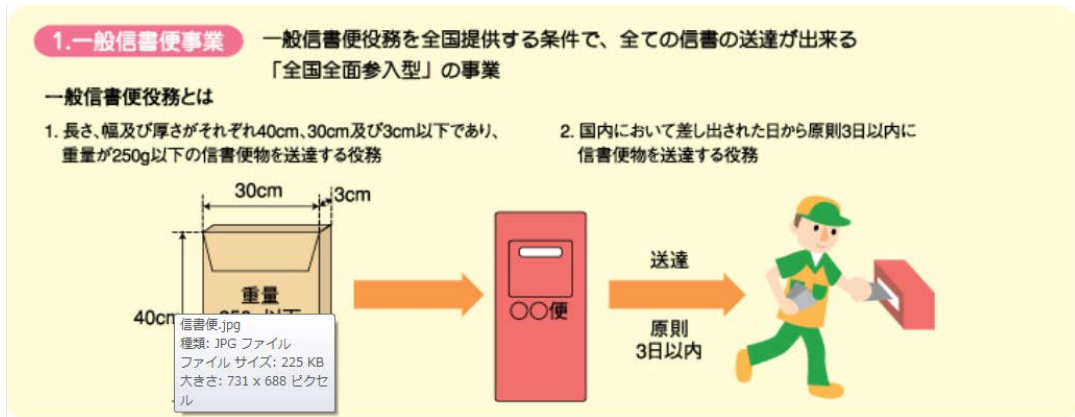 1.一般信書便事業
一般信書便役務を全国提供する条件で、全ての信書の送達が出来る
「全国全面参入型」の事業
一般信書便役務とは
1. 長さ、幅及び厚さがそれぞれ40cm、30cm及び3cm以下であり、
重量が250g以下の信書便物を送達する役務
2. 国内において差し出された日から原則3日以内に
信書便物を送達する役務
30cm
3cm
重量
40cm
信書便.jpg
種類: JPG ファイル
ファイル サイズ: 225 KB
大きさ: 731 x 688 ピクセ
ル
〇〇便
送達
原則
3日以内